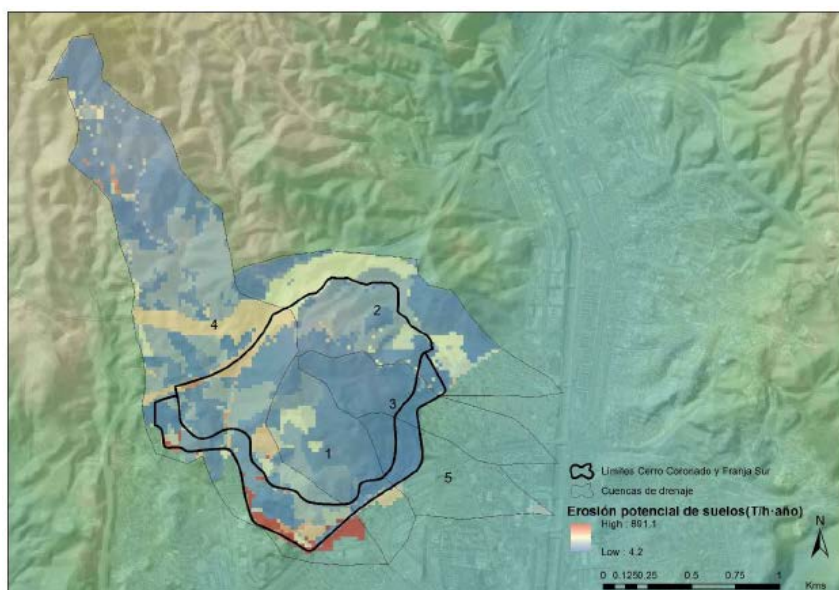 2
4
3
1
5
Límites Cerro Coronado y Franja Sur
Cuencas de drenaje
Erosión potencial de suelos(T/h·año)
High : 891.1
Low : 4.2
N
0 0.125 0.25 0.5 0.75 1
Kms